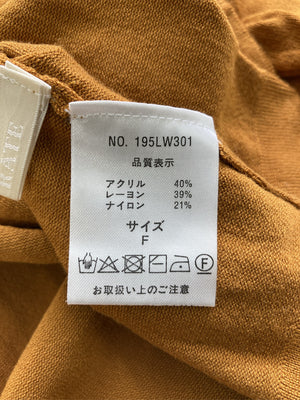 NO. 195LW301
品質表示
アクリル 40%
レーヨン 39%
ナイロン 21%
サイズ
F
F
お取扱い上のご注意